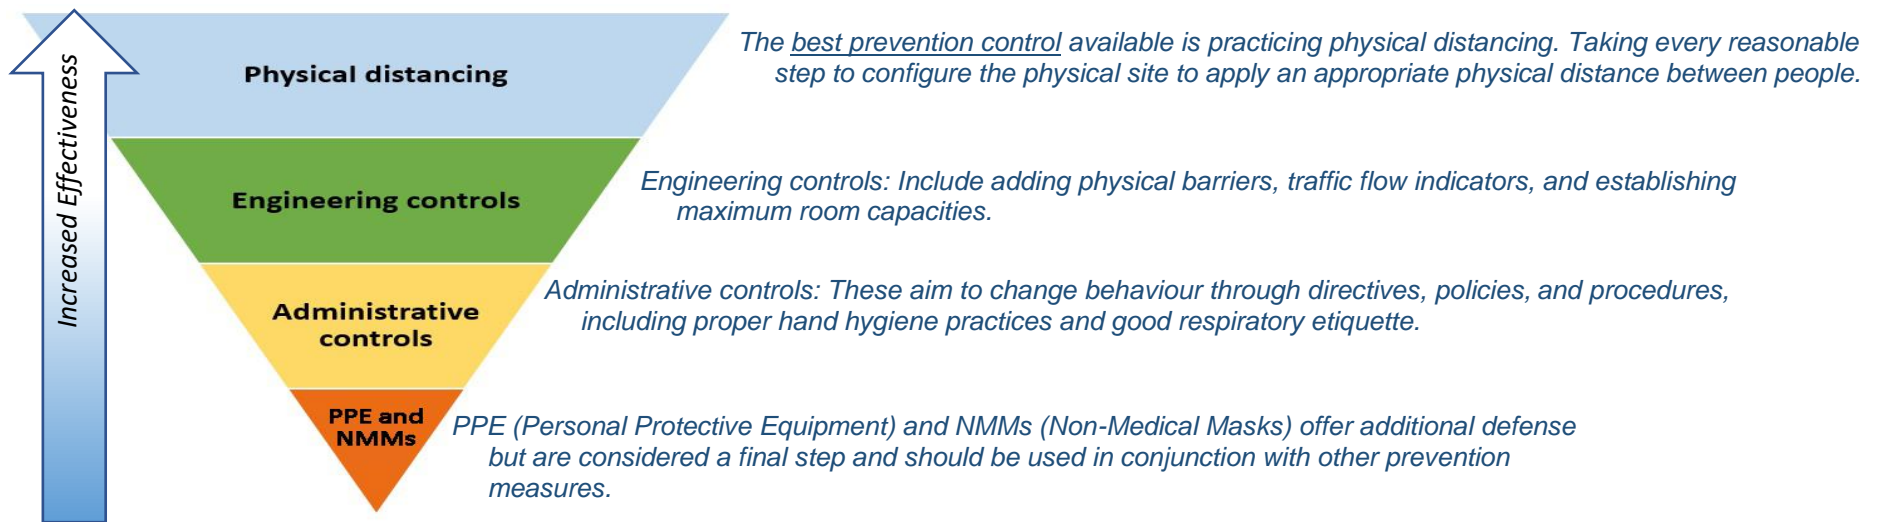 Increased Effectiveness
Physical distancing
The best prevention control available is practicing physical distancing. Taking every reasonable
step to configure the physical site to apply an appropriate physical distance between people.
Engineering controls
Engineering controls: Include adding physical barriers, traffic flow indicators, and establishing
maximum room capacities.
Administrative
controls
Administrative controls: These aim to change behaviour through directives, policies, and procedures,
including proper hand hygiene practices and good respiratory etiquette.
PPE and
NMMs
PPE (Personal Protective Equipment) and NMMs (Non-Medical Masks) offer additional defense
but are considered a final step and should be used in conjunction with other prevention
measures.